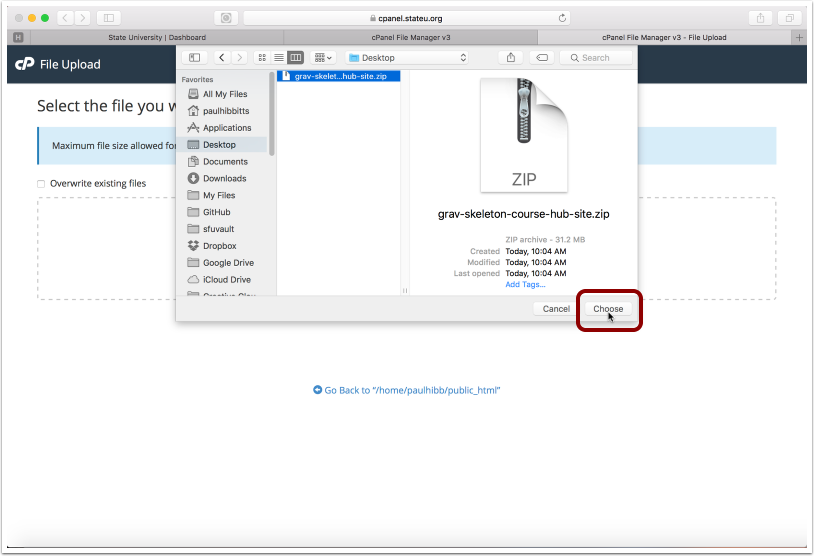 cpanel.stateu.org
H
State University | Dashboard
cPanel File Manager v3
cPanel File Manager v3 - File Upload
cP File Upload
Desktop
Search
Select the file you w
Maximum file size allowed for
Overwrite existing files
Favorites
All My Files
paulhibbitts
Applications
Desktop
Documents
Downloads
My Files
GitHub
sfuvault
Dropbox
Google Drive
iCloud Drive
grav-skelet...hub-site.zip
ZIP
grav-skeleton-course-hub-site.zip
ZIP archive - 31.2 MB
Created Today, 10:04 AM
Modified Today, 10:04 AM
Last opened Today, 10:04 AM
Add Tags...
Cancel
Choose
Go Back to “/home/paulhibb/public_html”